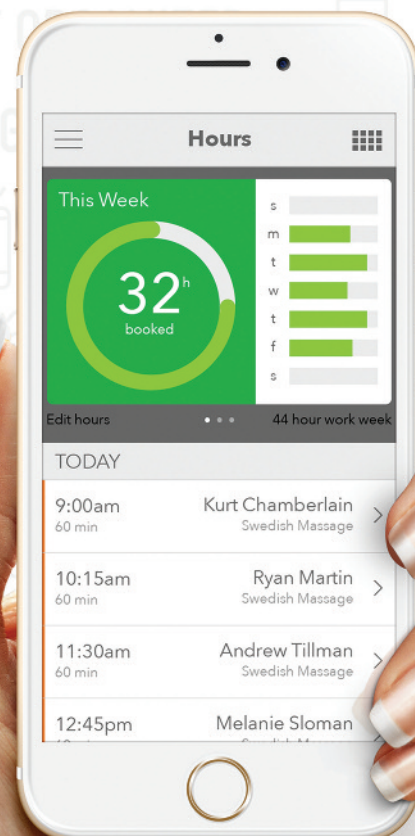 Hours
This Week
32h
booked
s
m
t
w
t
f
s
Edit hours
44 hour work week
TODAY
9:00am
Kurt Chamberlain
60 min
Swedish Massage
10:15am
Ryan Martin
60 min
Swedish Massage
11:30am
Andrew Tillman
60 min
Swedish Massage
12:45pm
Melanie Sloman